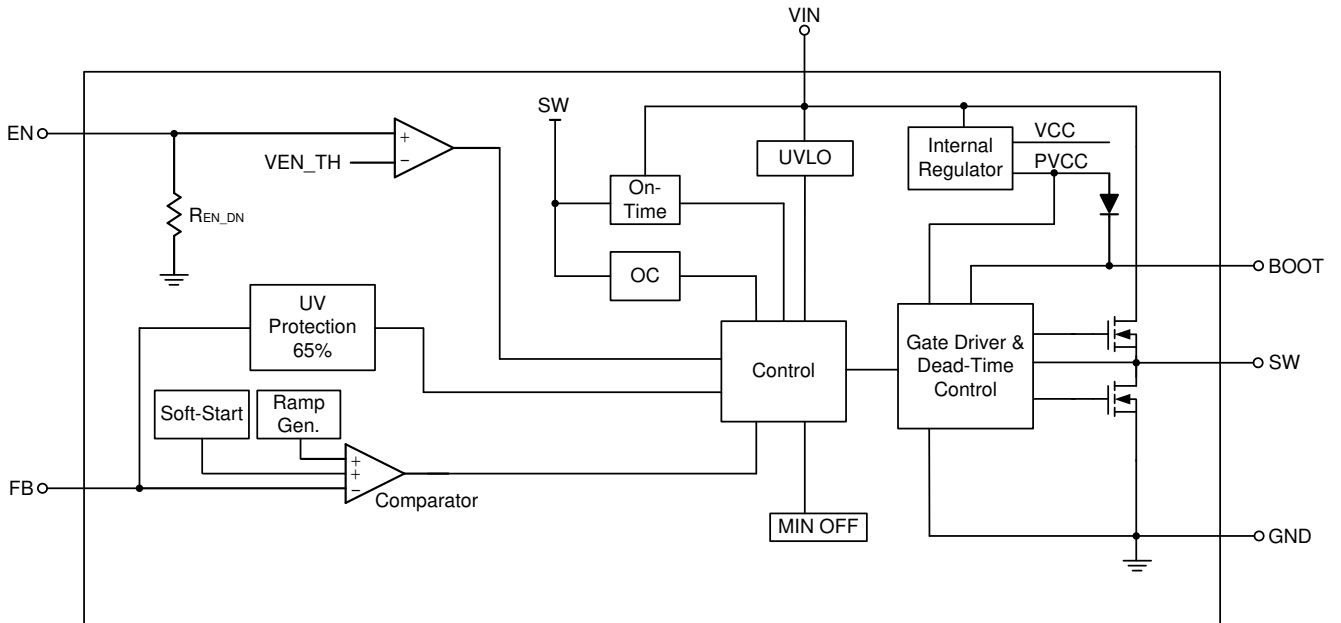 VIN
EN
SW
VEN_TH
+
−
UVLO
Internal
Regulator
VCC
PVCC
On-
Time
REN_DN
OC
BOOT
UV
Protection
65%
Control
Gate Driver &
Dead-Time
Control
SW
Soft-Start
Ramp
Gen.
+
+
−
FB
Comparator
MIN OFF
GND